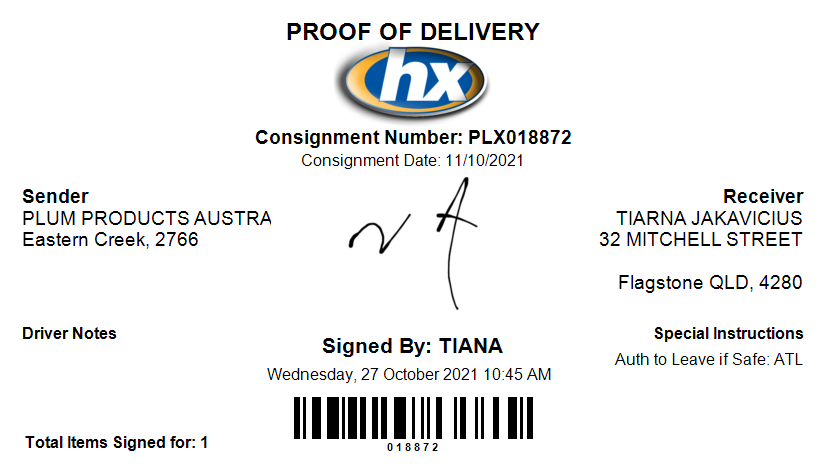 PROOF OF DELIVERY
hx
Consignment Number: PLX018872
Consignment Date: 11/10/2021
Sender
PLUM PRODUCTS AUSTRA
Eastern Creek, 2766
Receiver
TIARNA JAKAVICIUS
32 MITCHELL STREET
Flagstone QLD, 4280
NA
Driver Notes
Signed By: TIANA
Wednesday, 27 October 2021 10:45 AM
Special Instructions
Auth to Leave if Safe: ATL
018872
Total Items Signed for: 1